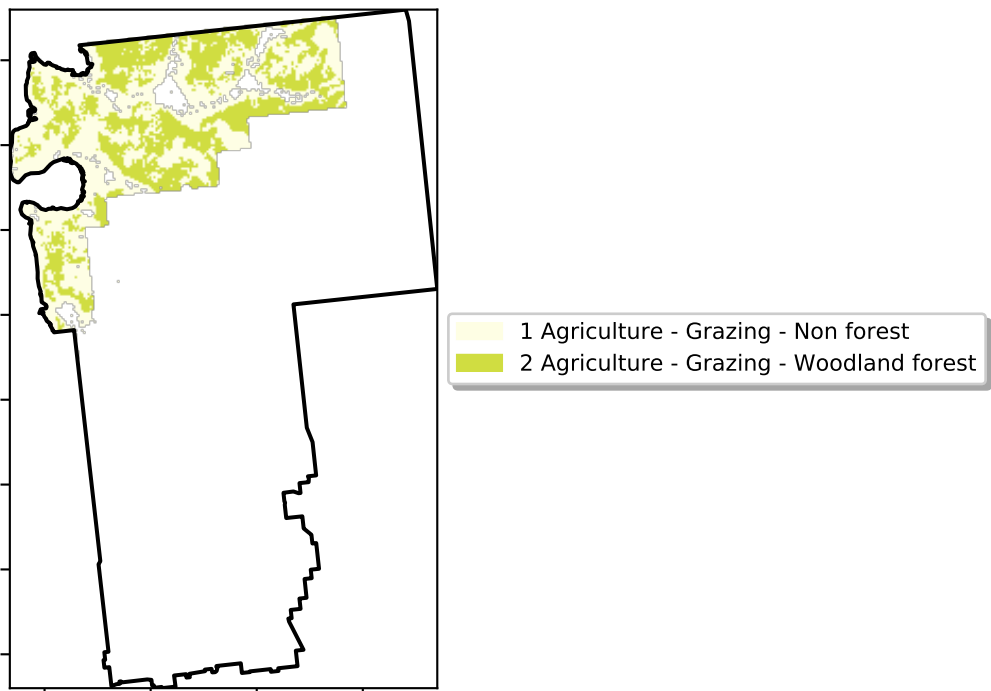 1 Agriculture - Grazing - Non forest
2 Agriculture - Grazing - Woodland forest